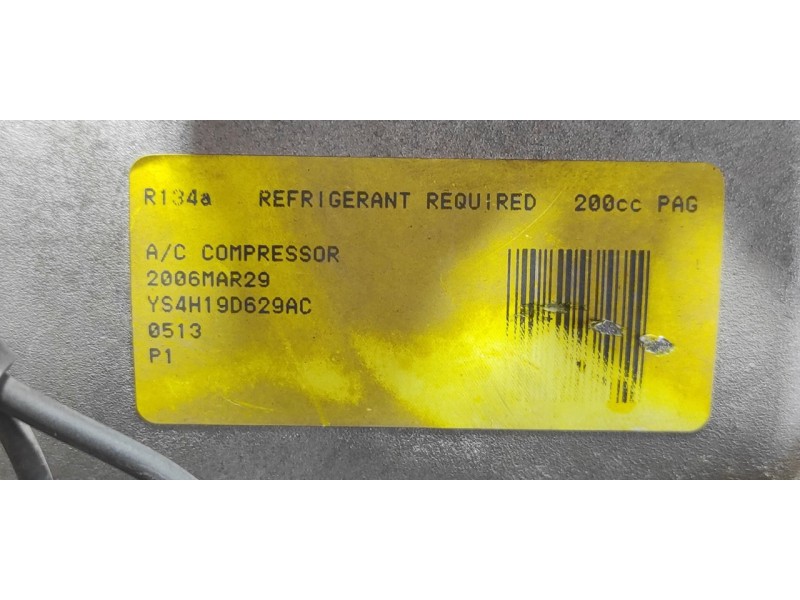 R134a REFRIGERANT REQUIRED 200cc PAG
A/C COMPRESSOR
2006MAR29
YS4H19D629AC
0513
P1